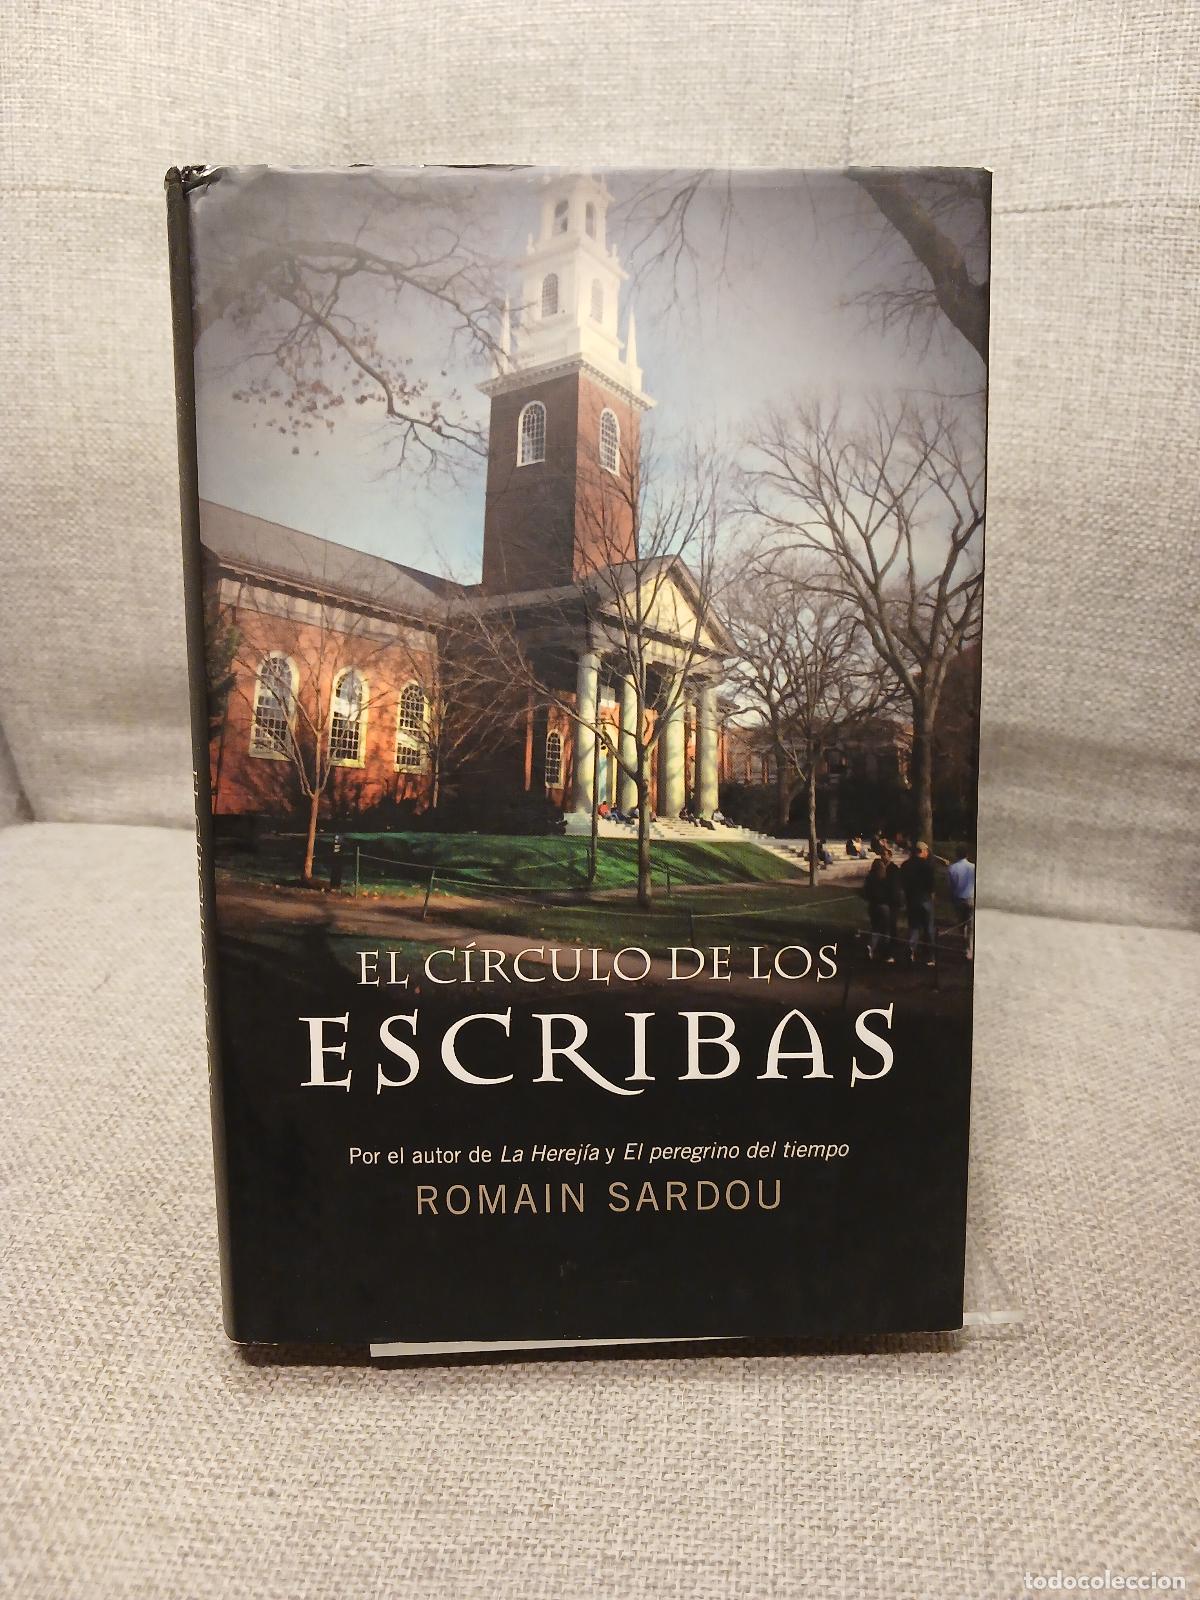 EL CÍRCULO DE LOS
ESCRIBAS
Por el autor de La Herejía y El peregrino del tiempo
ROMAIN SARDOU
todocoleccion